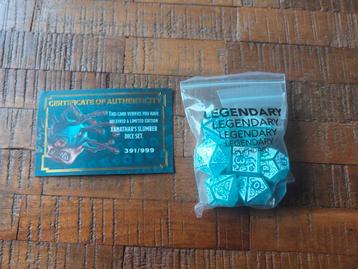 CERTIFICATE OF AUTHENTICITY
THIS CARD VERIFIES YOU HAVE
RECEIVED A LIMITED EDITION
XANATHAR'S SLUMBER
DICE SET.
391/999
LEGENDARY
LEGENDARY
LEGENDARY
LEGENDARY